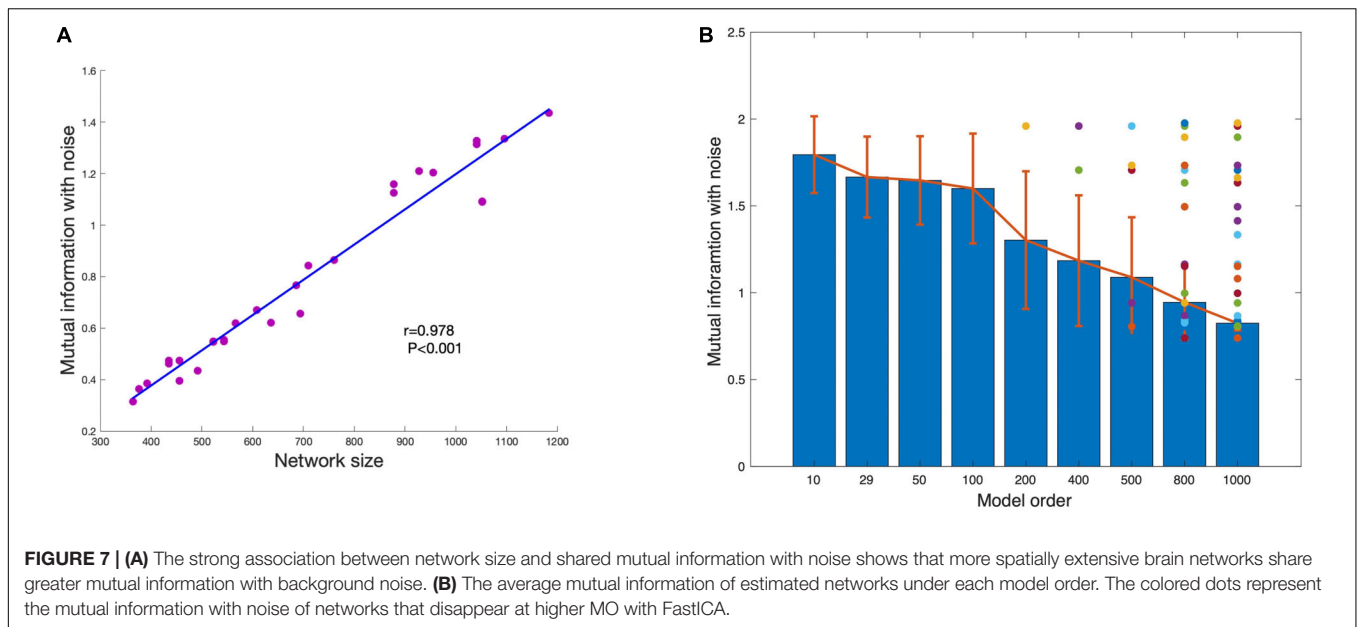 A
1.6
1.4
1.2
1
0.8
0.6
0.4
0.2
Mutual information with noise
r=0.978
P<0.001
300 400 500 600 700 800 900 1000 1100 1200
Network size
B
2.5
2
1.5
1
0.5
0
Mutual inforamtion with noise
10 29 50 100 200 400 500 800 1000
Model order
FIGURE 7 | (A) The strong association between network size and shared mutual information with noise shows that more spatially extensive brain networks share
greater mutual information with background noise. (B) The average mutual information of estimated networks under each model order. The colored dots represent
the mutual information with noise of networks that disappear at higher MO with FastICA.